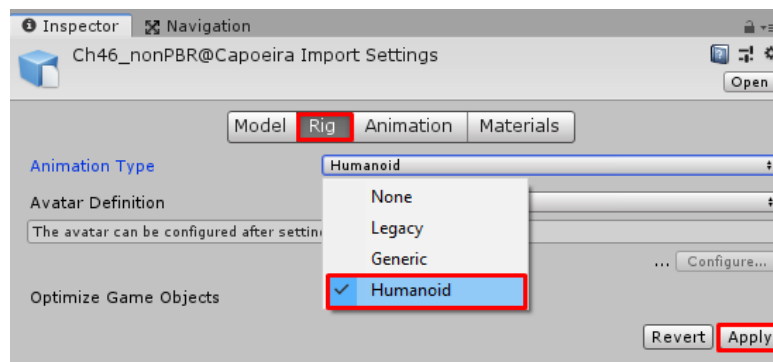 Inspector Navigation
Ch46_nonPBR@Capoeira Import Settings
Open
Model Rig Animation Materials
Animation Type Humanoid
None
Avatar Definition
Legacy
The avatar can be configured after settin
Generic
... Configure...
Humanoid
Optimize Game Objects
Revert Apply